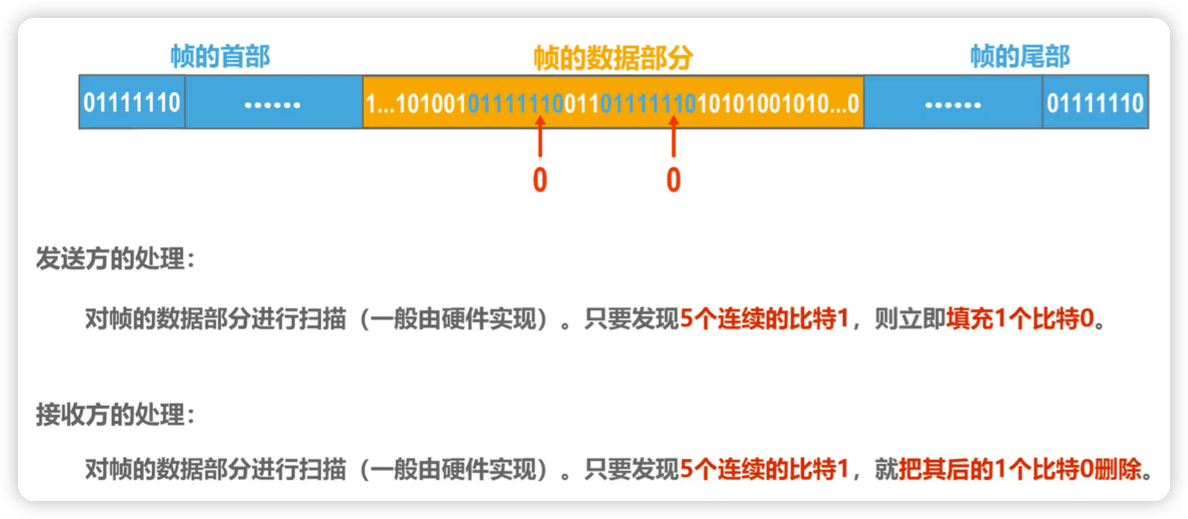 帧的首部 帧的数据部分 帧的尾部
01111110 …… 1...101001011111100110111111010101001010...0 …… 01111110
0 0
发送方的处理：
对帧的数据部分进行扫描（一般由硬件实现）。只要发现5个连续的比特1，则立即填充1个比特0。
接收方的处理：
对帧的数据部分进行扫描（一般由硬件实现）。只要发现5个连续的比特1，就把其后的1个比特0删除。